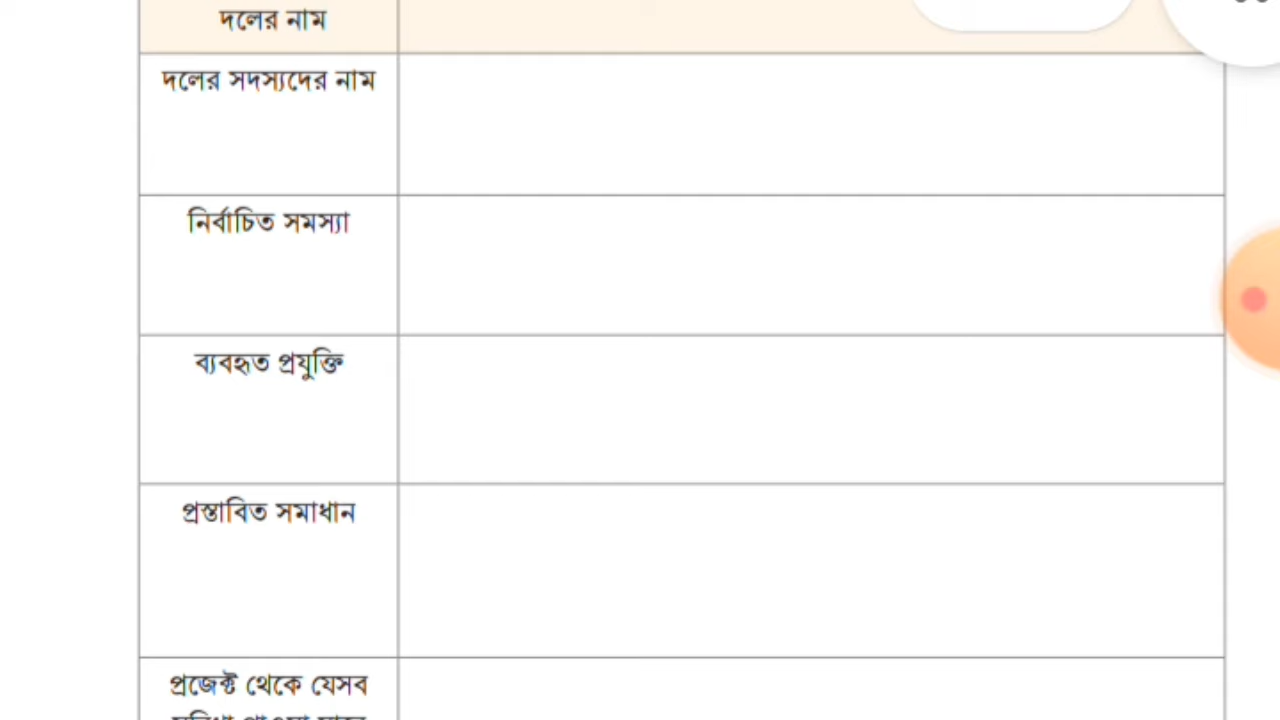 দলের নাম
দলের সদস্যদের নাম
নির্বাচিত সমস্যা
ব্যবহৃত প্রযুক্তি
প্রস্তাবিত সমাধান
প্রজেক্ট থেকে যেসব